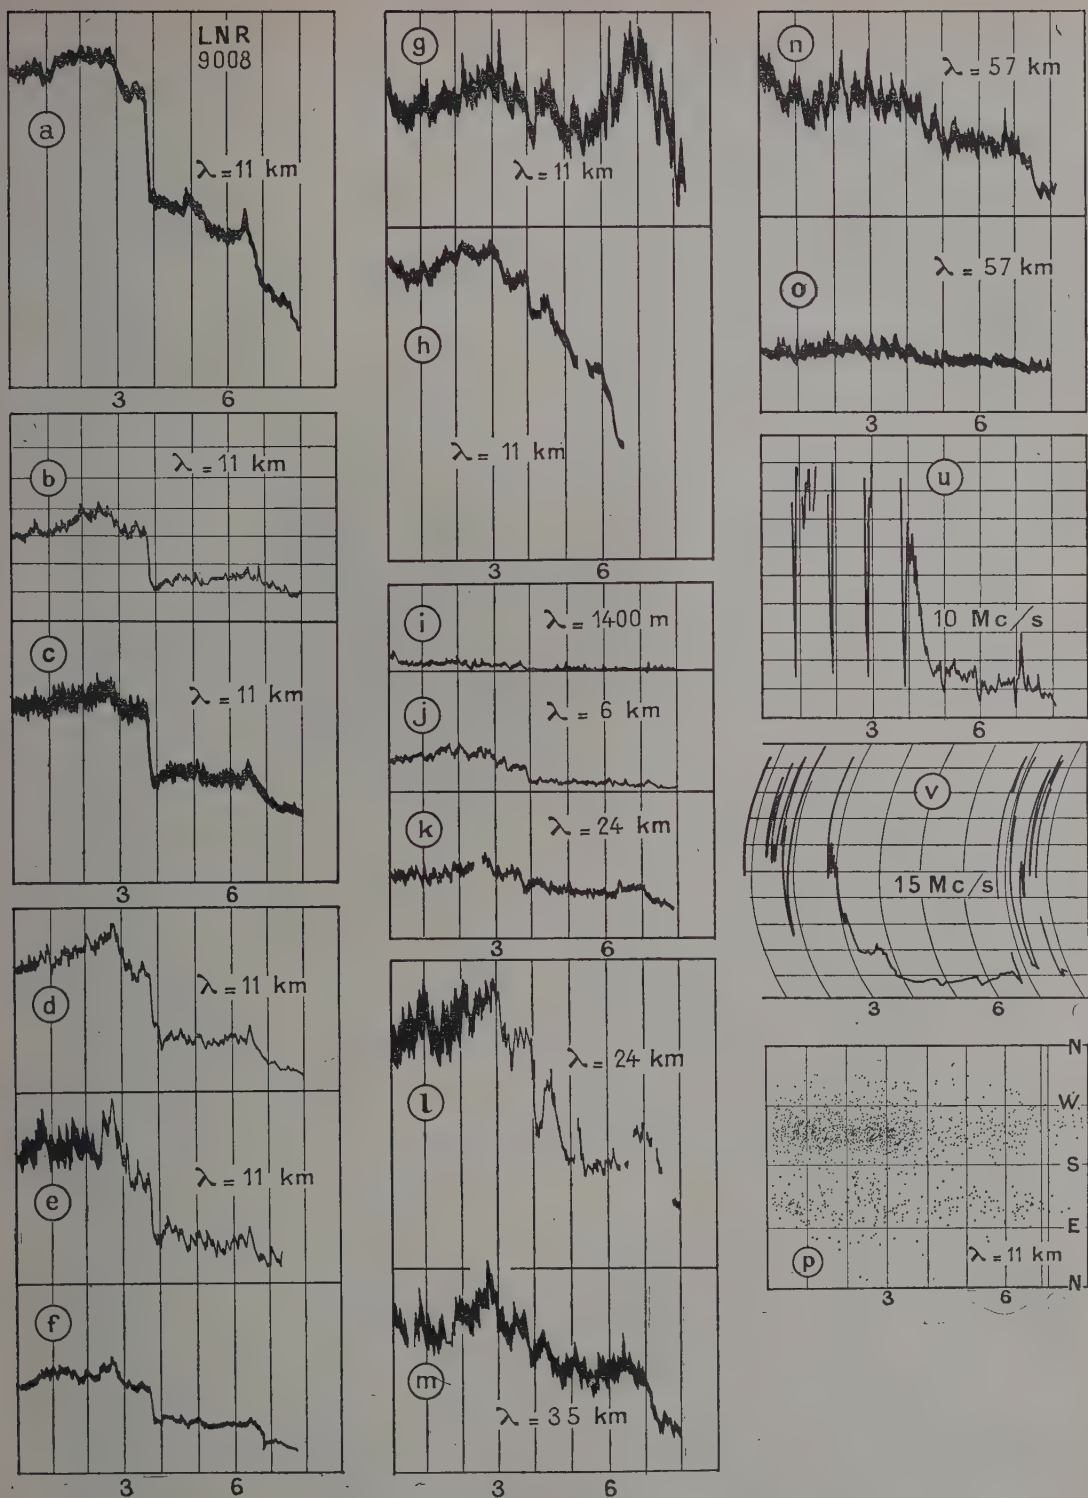 LNR
9008
a
λ = 11 km
3 6
b
λ = 11 km
c
λ = 11 km
3 6
d
λ = 11 km
e
λ = 11 km
f
3 6
g
λ = 11 km
h
λ = 11 km
3 6
i
λ = 1400 m
j
λ = 6 km
k
λ = 24 km
3 6
l
λ = 24 km
m
λ = 35 km
3 6
n
λ = 57 km
o
λ = 57 km
3 6
u
10 Mc/s
3 6
v
15 Mc/s
3 6
N
W
S
E
p
λ = 11 km
N
3 6